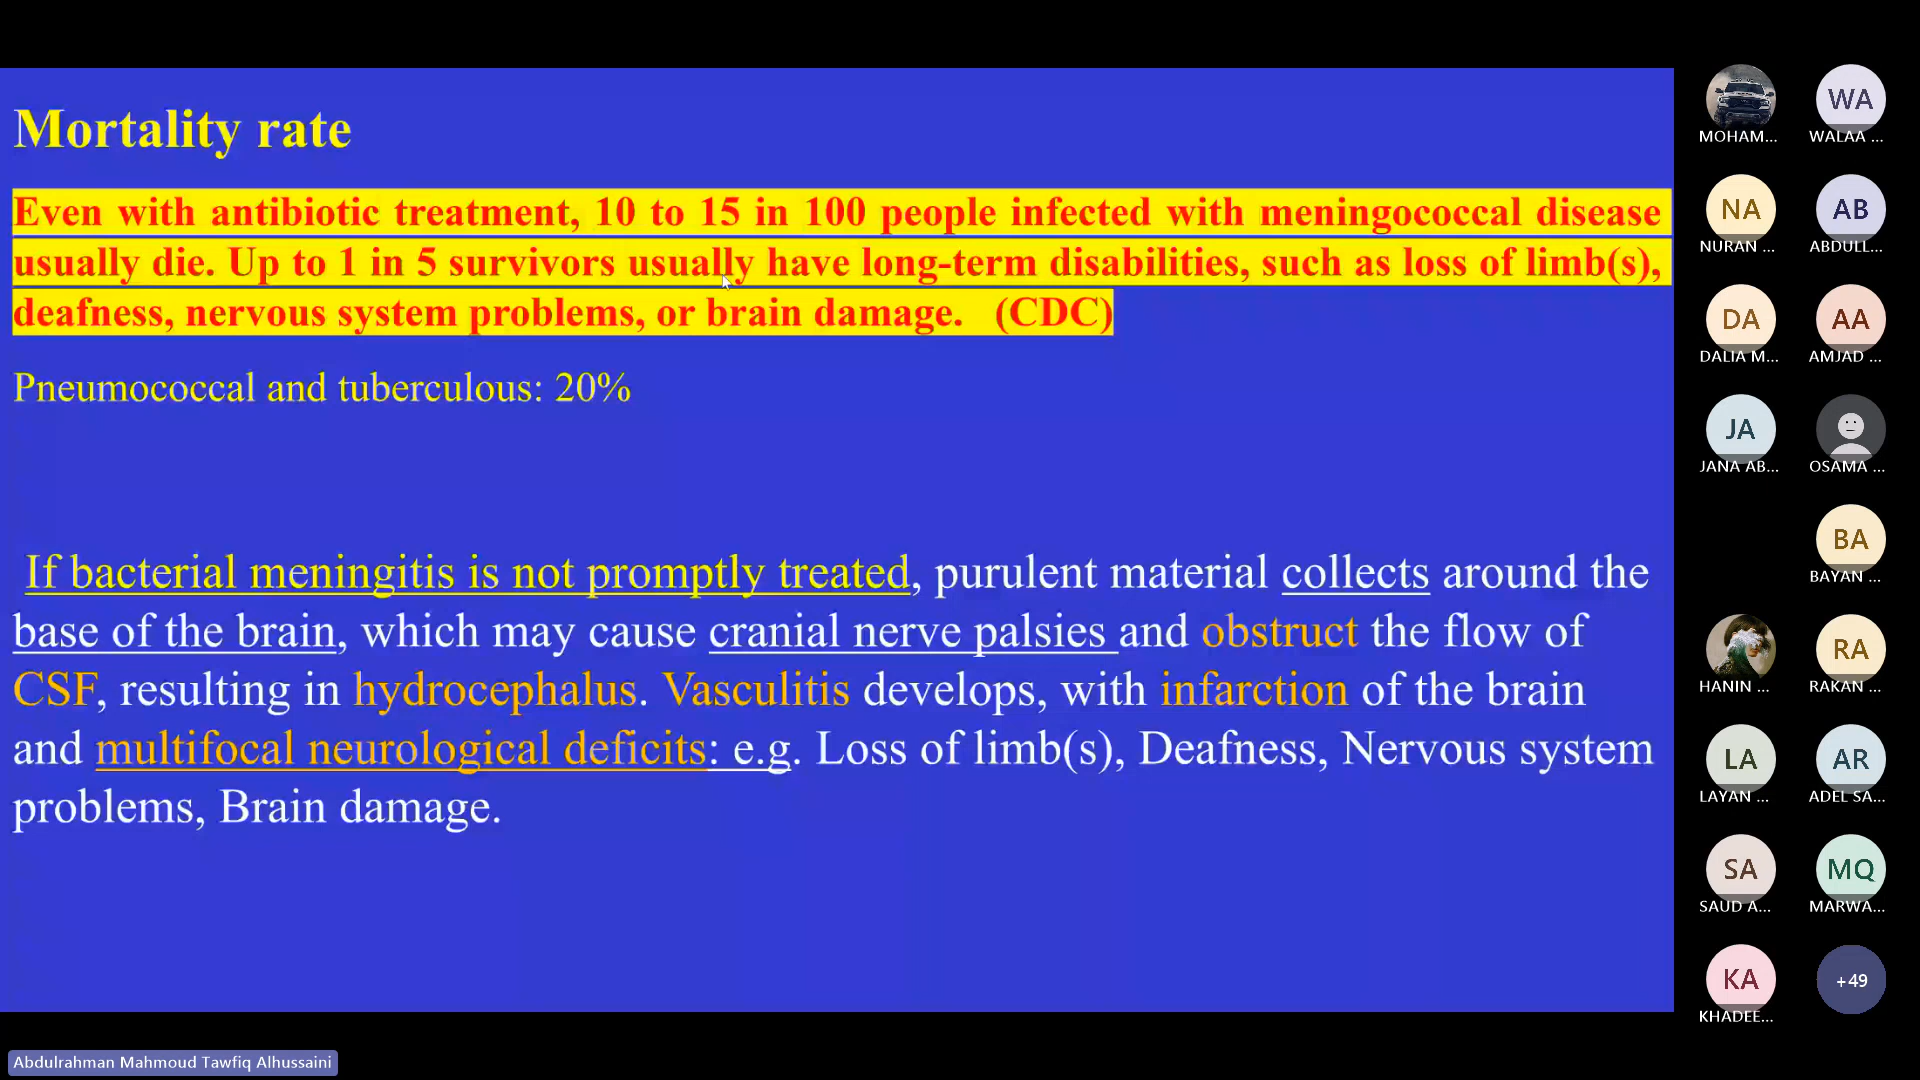 Mortality rate
Even with antibiotic treatment, 10 to 15 in 100 people infected with meningococcal disease
usually die. Up to 1 in 5 survivors usually have long-term disabilities, such as loss of limb(s),
deafness, nervous system problems, or brain damage. (CDC)
Pneumococcal and tuberculous: 20%
If bacterial meningitis is not promptly treated, purulent material collects around the
base of the brain, which may cause cranial nerve palsies and obstruct the flow of
CSF, resulting in hydrocephalus. Vasculitis develops, with infarction of the brain
and multifocal neurological deficits: e.g. Loss of limb(s), Deafness, Nervous system
problems, Brain damage.
MOHAM...
WA
WALAA ...
NA
NURAN ...
AB
ABDULL...
DA
DALIA M...
AA
AMJAD ...
JA
JANA AB...
OSAMA ...
BA
BAYAN ...
HANIN ...
RA
RAKAN ...
LA
LAYAN ...
AR
ADEL SA...
SA
SAUD A...
MQ
MARWA...
KA
KHADEE...
+49
Abdulrahman Mahmoud Tawfiq Alhussaini